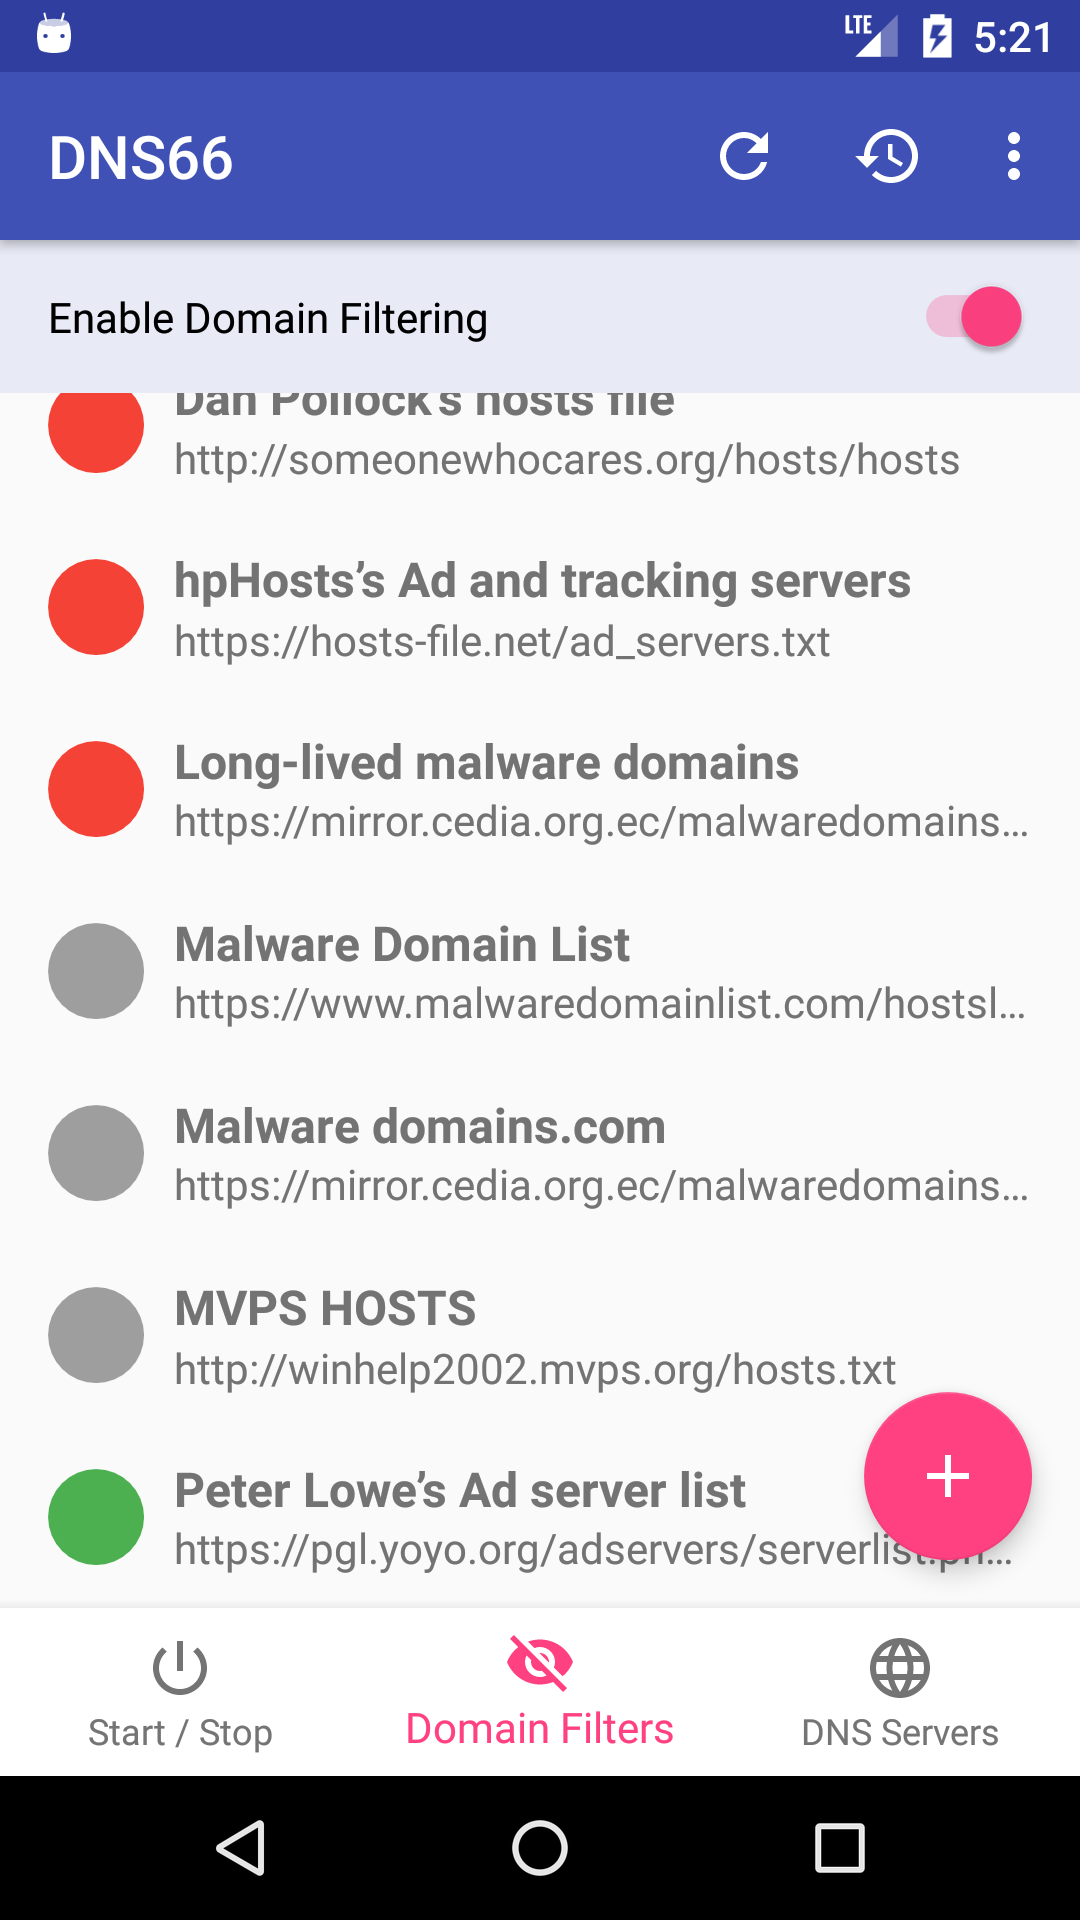 LTE 5:21
DNS66
Enable Domain Filtering
Dan Pollock's hosts file
http://someonewhocares.org/hosts/hosts
hpHosts’s Ad and tracking servers
https://hosts-file.net/ad_servers.txt
Long-lived malware domains
https://mirror.cedia.org.ec/malwaredomains…
Malware Domain List
https://www.malwaredomainlist.com/hostsl…
Malware domains.com
https://mirror.cedia.org.ec/malwaredomains…
MVPS HOSTS
http://winhelp2002.mvps.org/hosts.txt
Peter Lowe’s Ad server list
https://pgl.yoyo.org/adservers/serverlist.ph…
Start / Stop
Domain Filters
DNS Servers